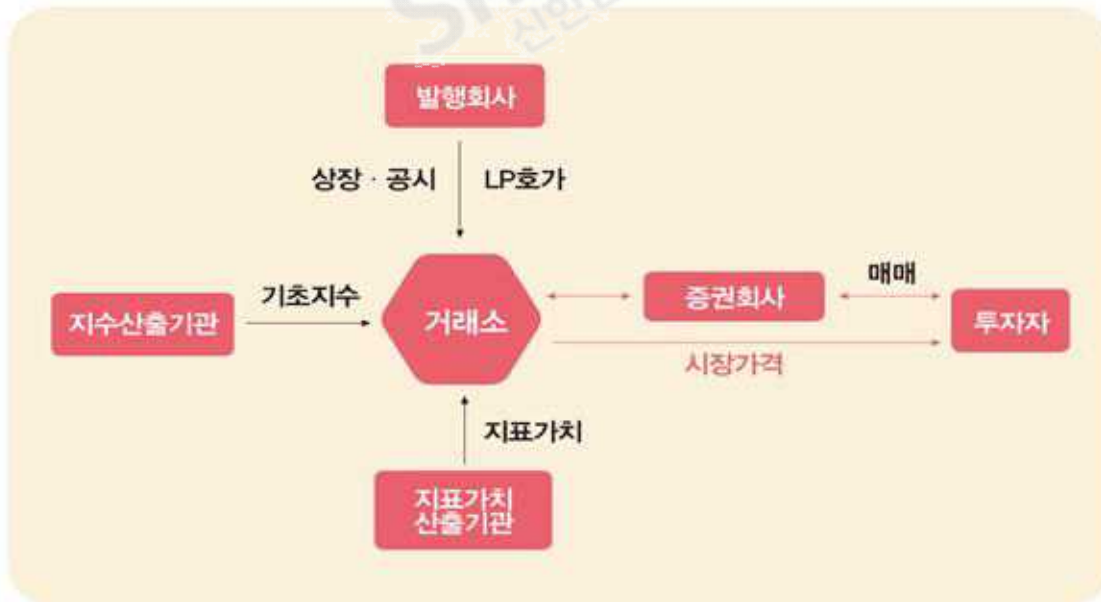 발행회사
상장 · 공시
LP호가
기초지수
지수산출기관
거래소
증권회사
매매
투자자
시장가격
지표가치
지표가치
산출기관